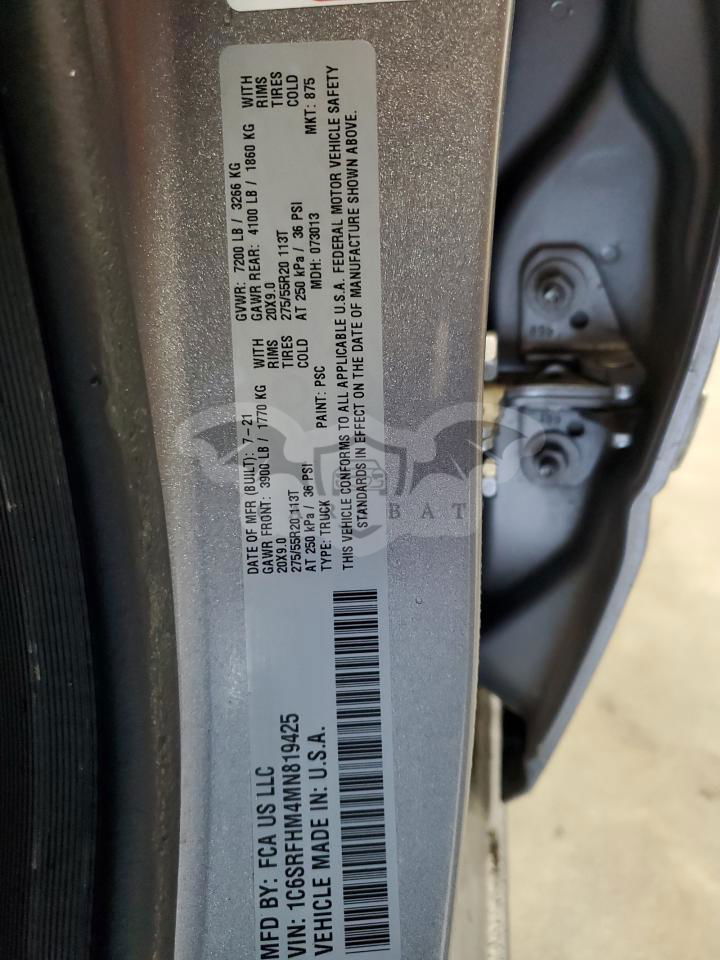 MFD BY: FCA US LLC
DATE OF MFR (BUILT): 7-21 GVWR: 7200 LB / 3266 KG
GAWR FRONT: 3900 LB / 1770 KG WITH GAWR REAR: 4100 LB / 1860 KG WITH
20X9.0 RIMS 20X9.0 RIMS
275/55R20 113T TIRES 275/55R20 113T TIRES
AT 250 kPa / 36 PSI COLD AT 250 kPa / 36 PSI COLD
TYPE: TRUCK PAINT: PSC MDH: 073013 MKT: 875
THIS VEHICLE CONFORMS TO ALL APPLICABLE U.S.A. FEDERAL MOTOR VEHICLE SAFETY
STANDARDS IN EFFECT ON THE DATE OF MANUFACTURE SHOWN ABOVE.
VIN: 1C6SRFHM4MN819425
VEHICLE MADE IN: U.S.A.